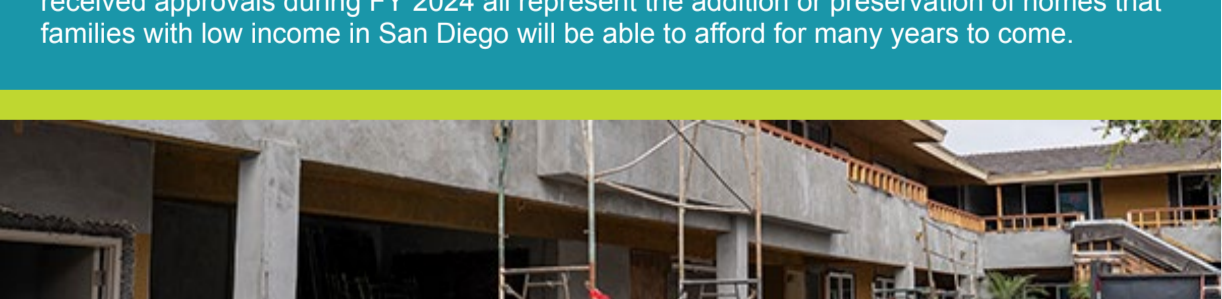 received approvals during FY 2024 all represent the addition or preservation of homes that
families with low income in San Diego will be able to afford for many years to come.